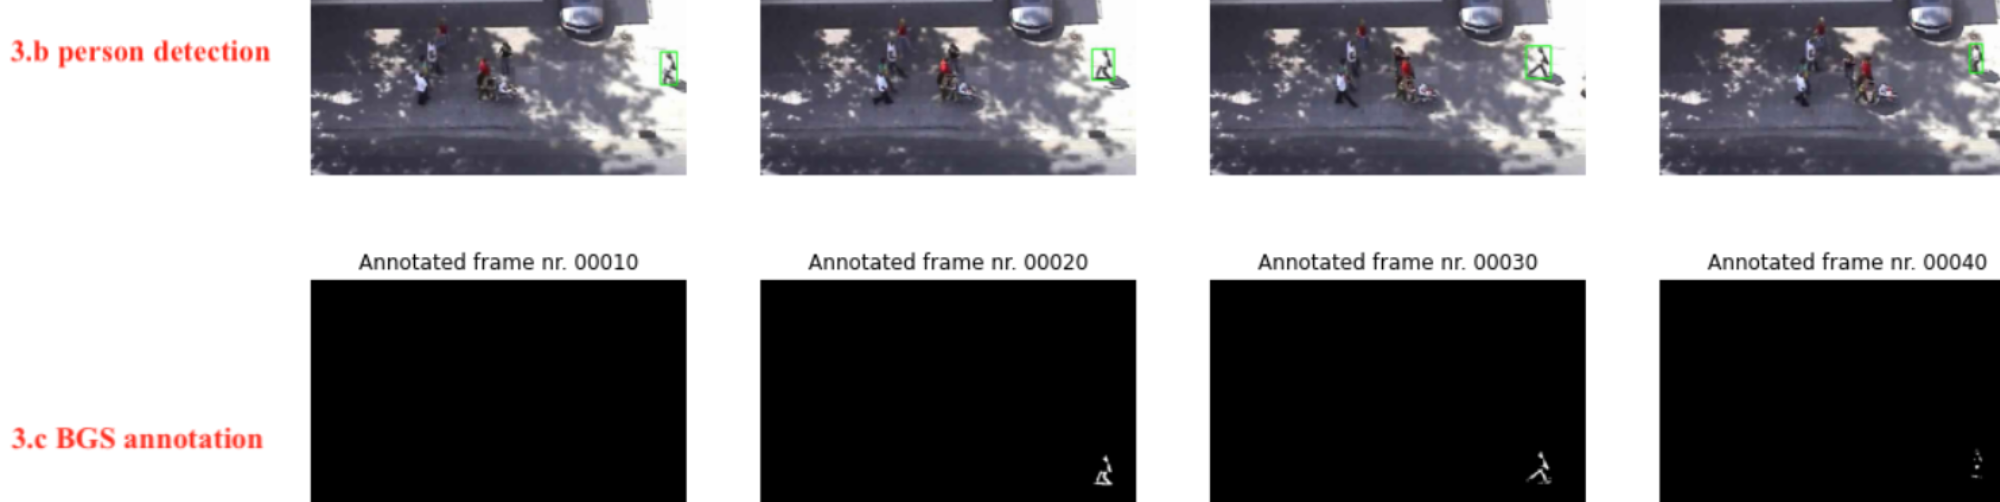 3.b person detection
Annotated frame nr. 00010
Annotated frame nr. 00020
Annotated frame nr. 00030
Annotated frame nr. 00040
3.c BGS annotation